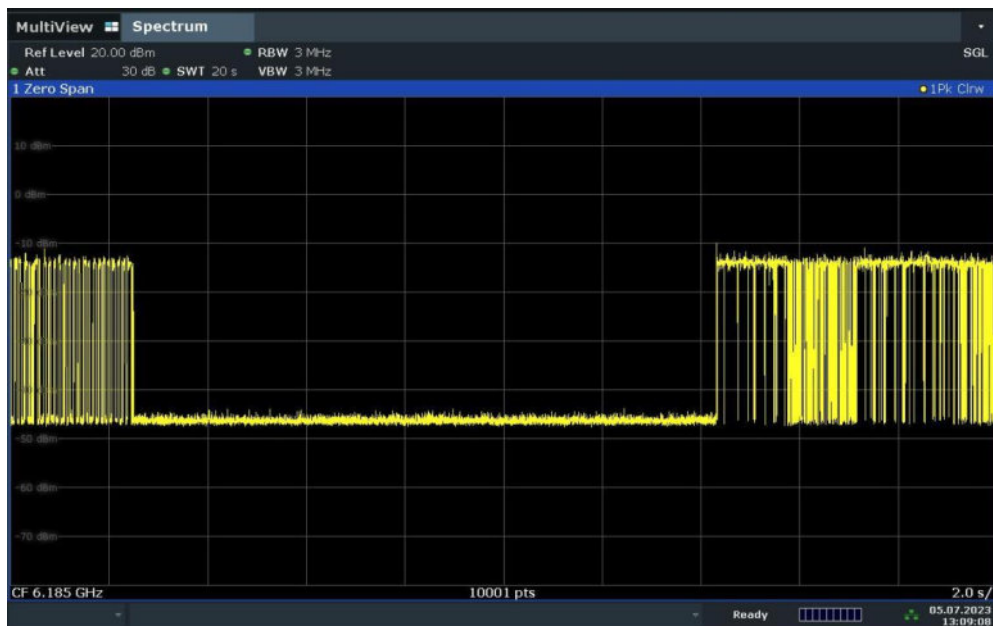 MultiView Spectrum
Ref Level 20.00 dBm RBW 3 MHz SGL
Att 30 dB SWT 20 s VBW 3 MHz
1 Zero Span 1Pk Clrw
10 dBm
0 dBm
-10 dBm
-50 dBm
-60 dBm
-70 dBm
CF 6.185 GHz 10001 pts 2.0 s/
Ready 05.07.2023
13:09:08